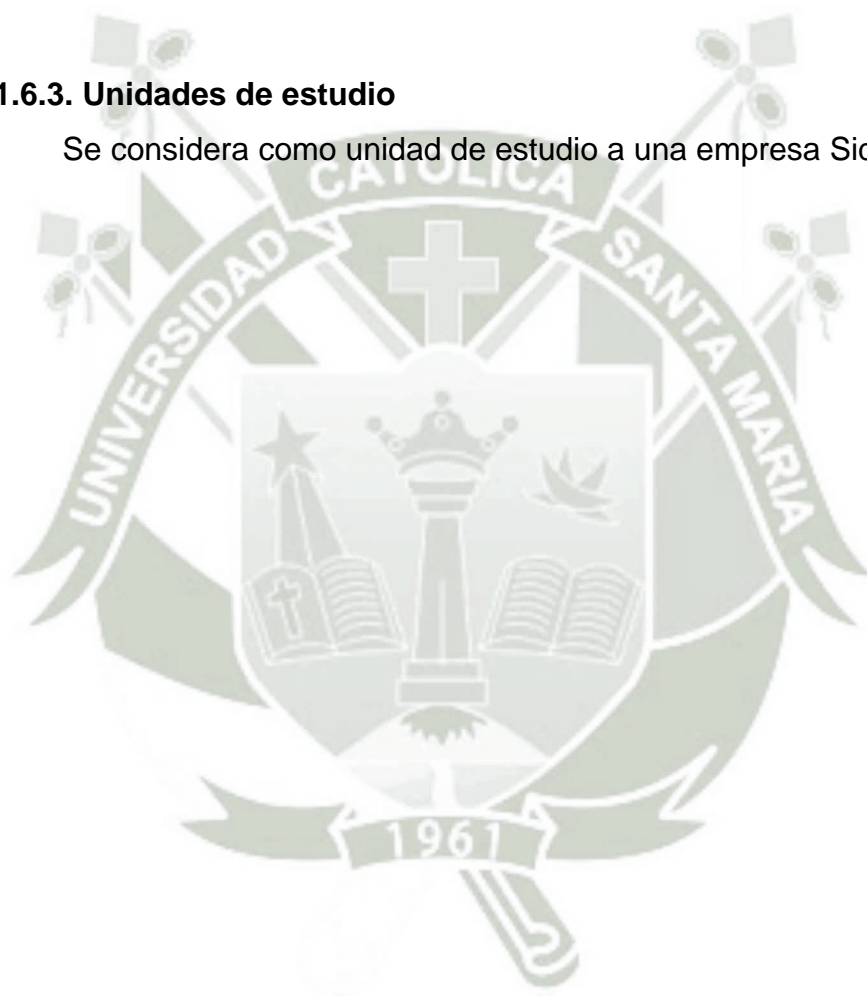 1.6.3. Unidades de estudio
Se considera como unidad de estudio a una empresa
CATOLICA
UNIVERSIDAD
SANTA MARIA
1961